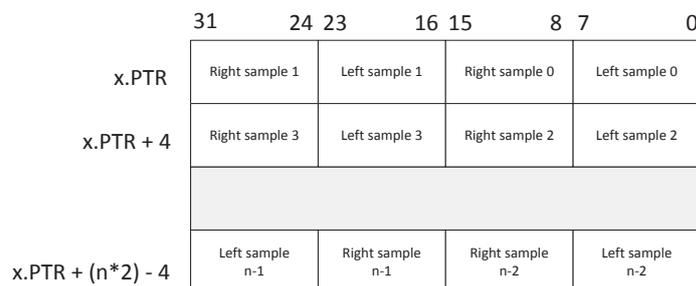 31 24 23 16 15 8 7 0
x.PTR Right sample 1 Left sample 1 Right sample 0 Left sample 0
x.PTR + 4 Right sample 3 Left sample 3 Right sample 2 Left sample 2
Left sample Right sample Right sample Left sample
x.PTR + (n*2) - 4 n-1 n-1 n-2 n-2